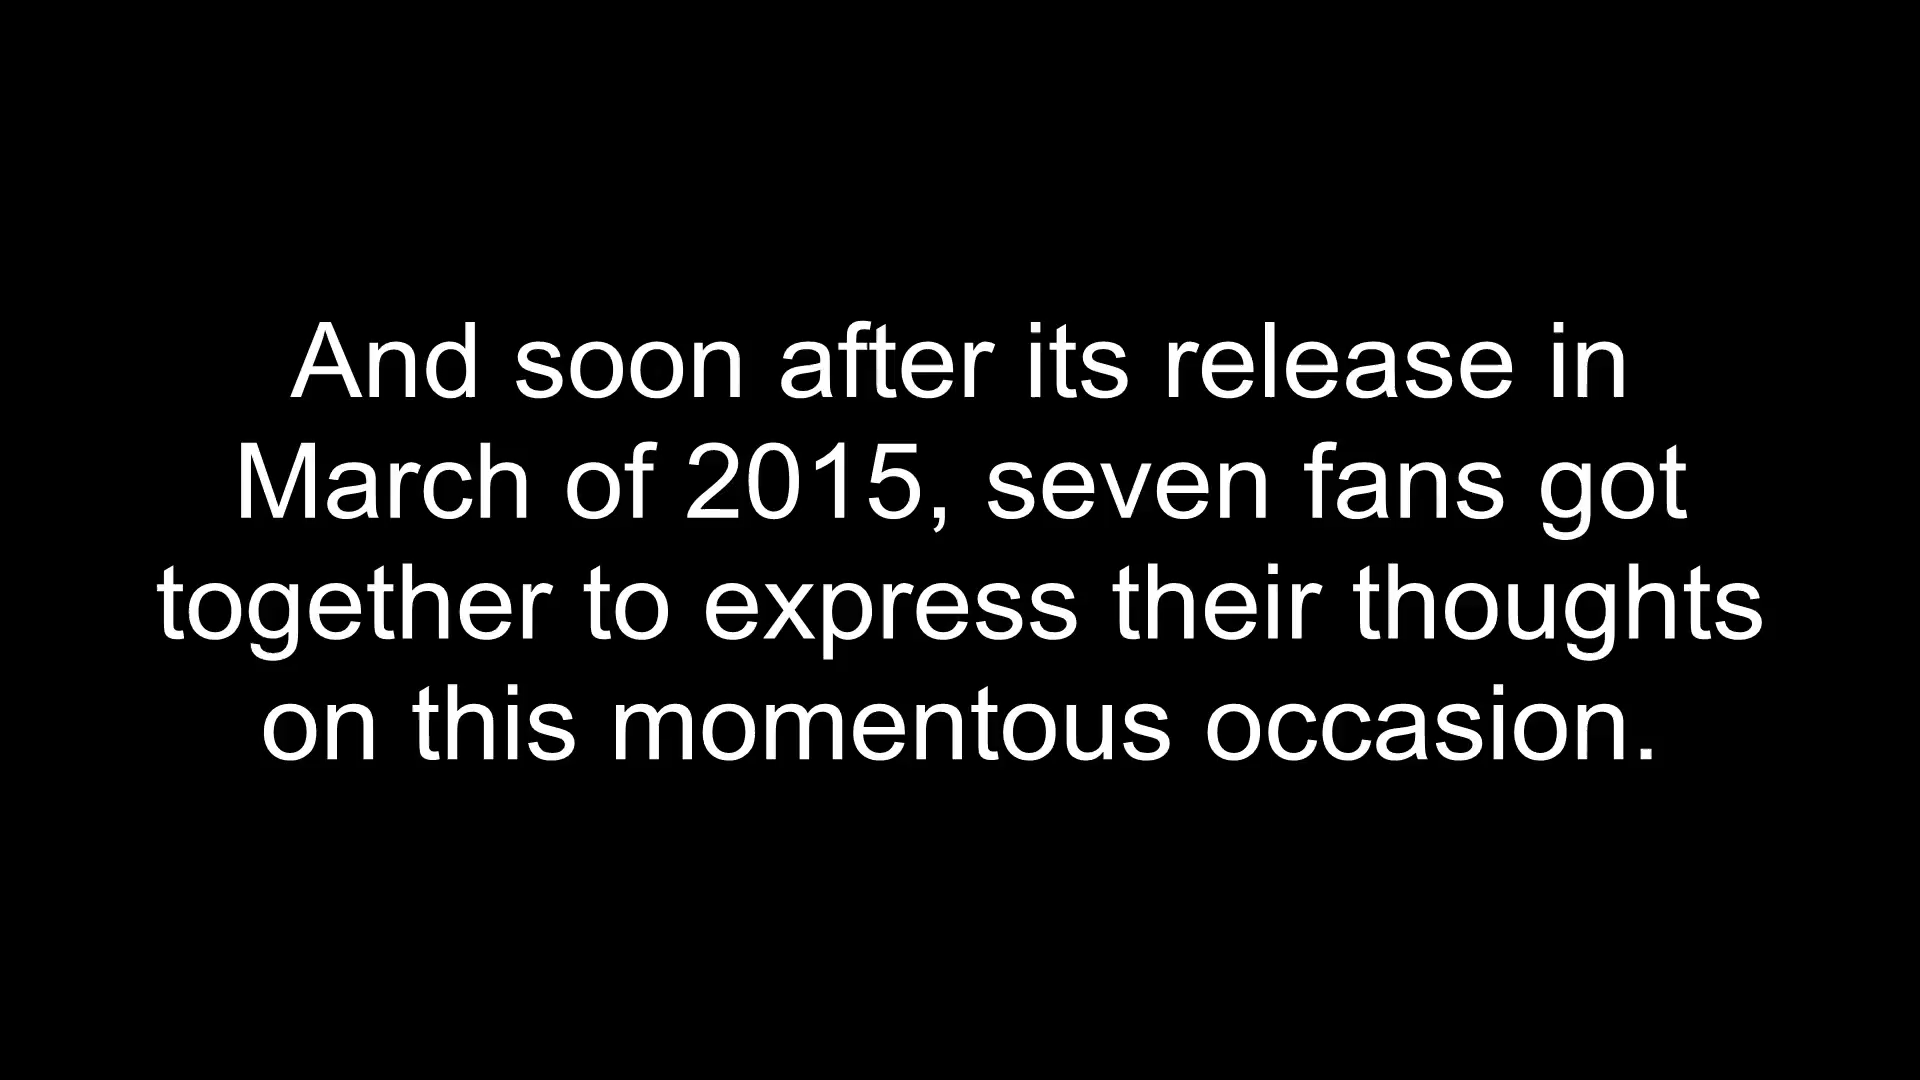 And soon after its release in
March of 2015, seven fans got
together to express their thoughts
on this momentous occasion.